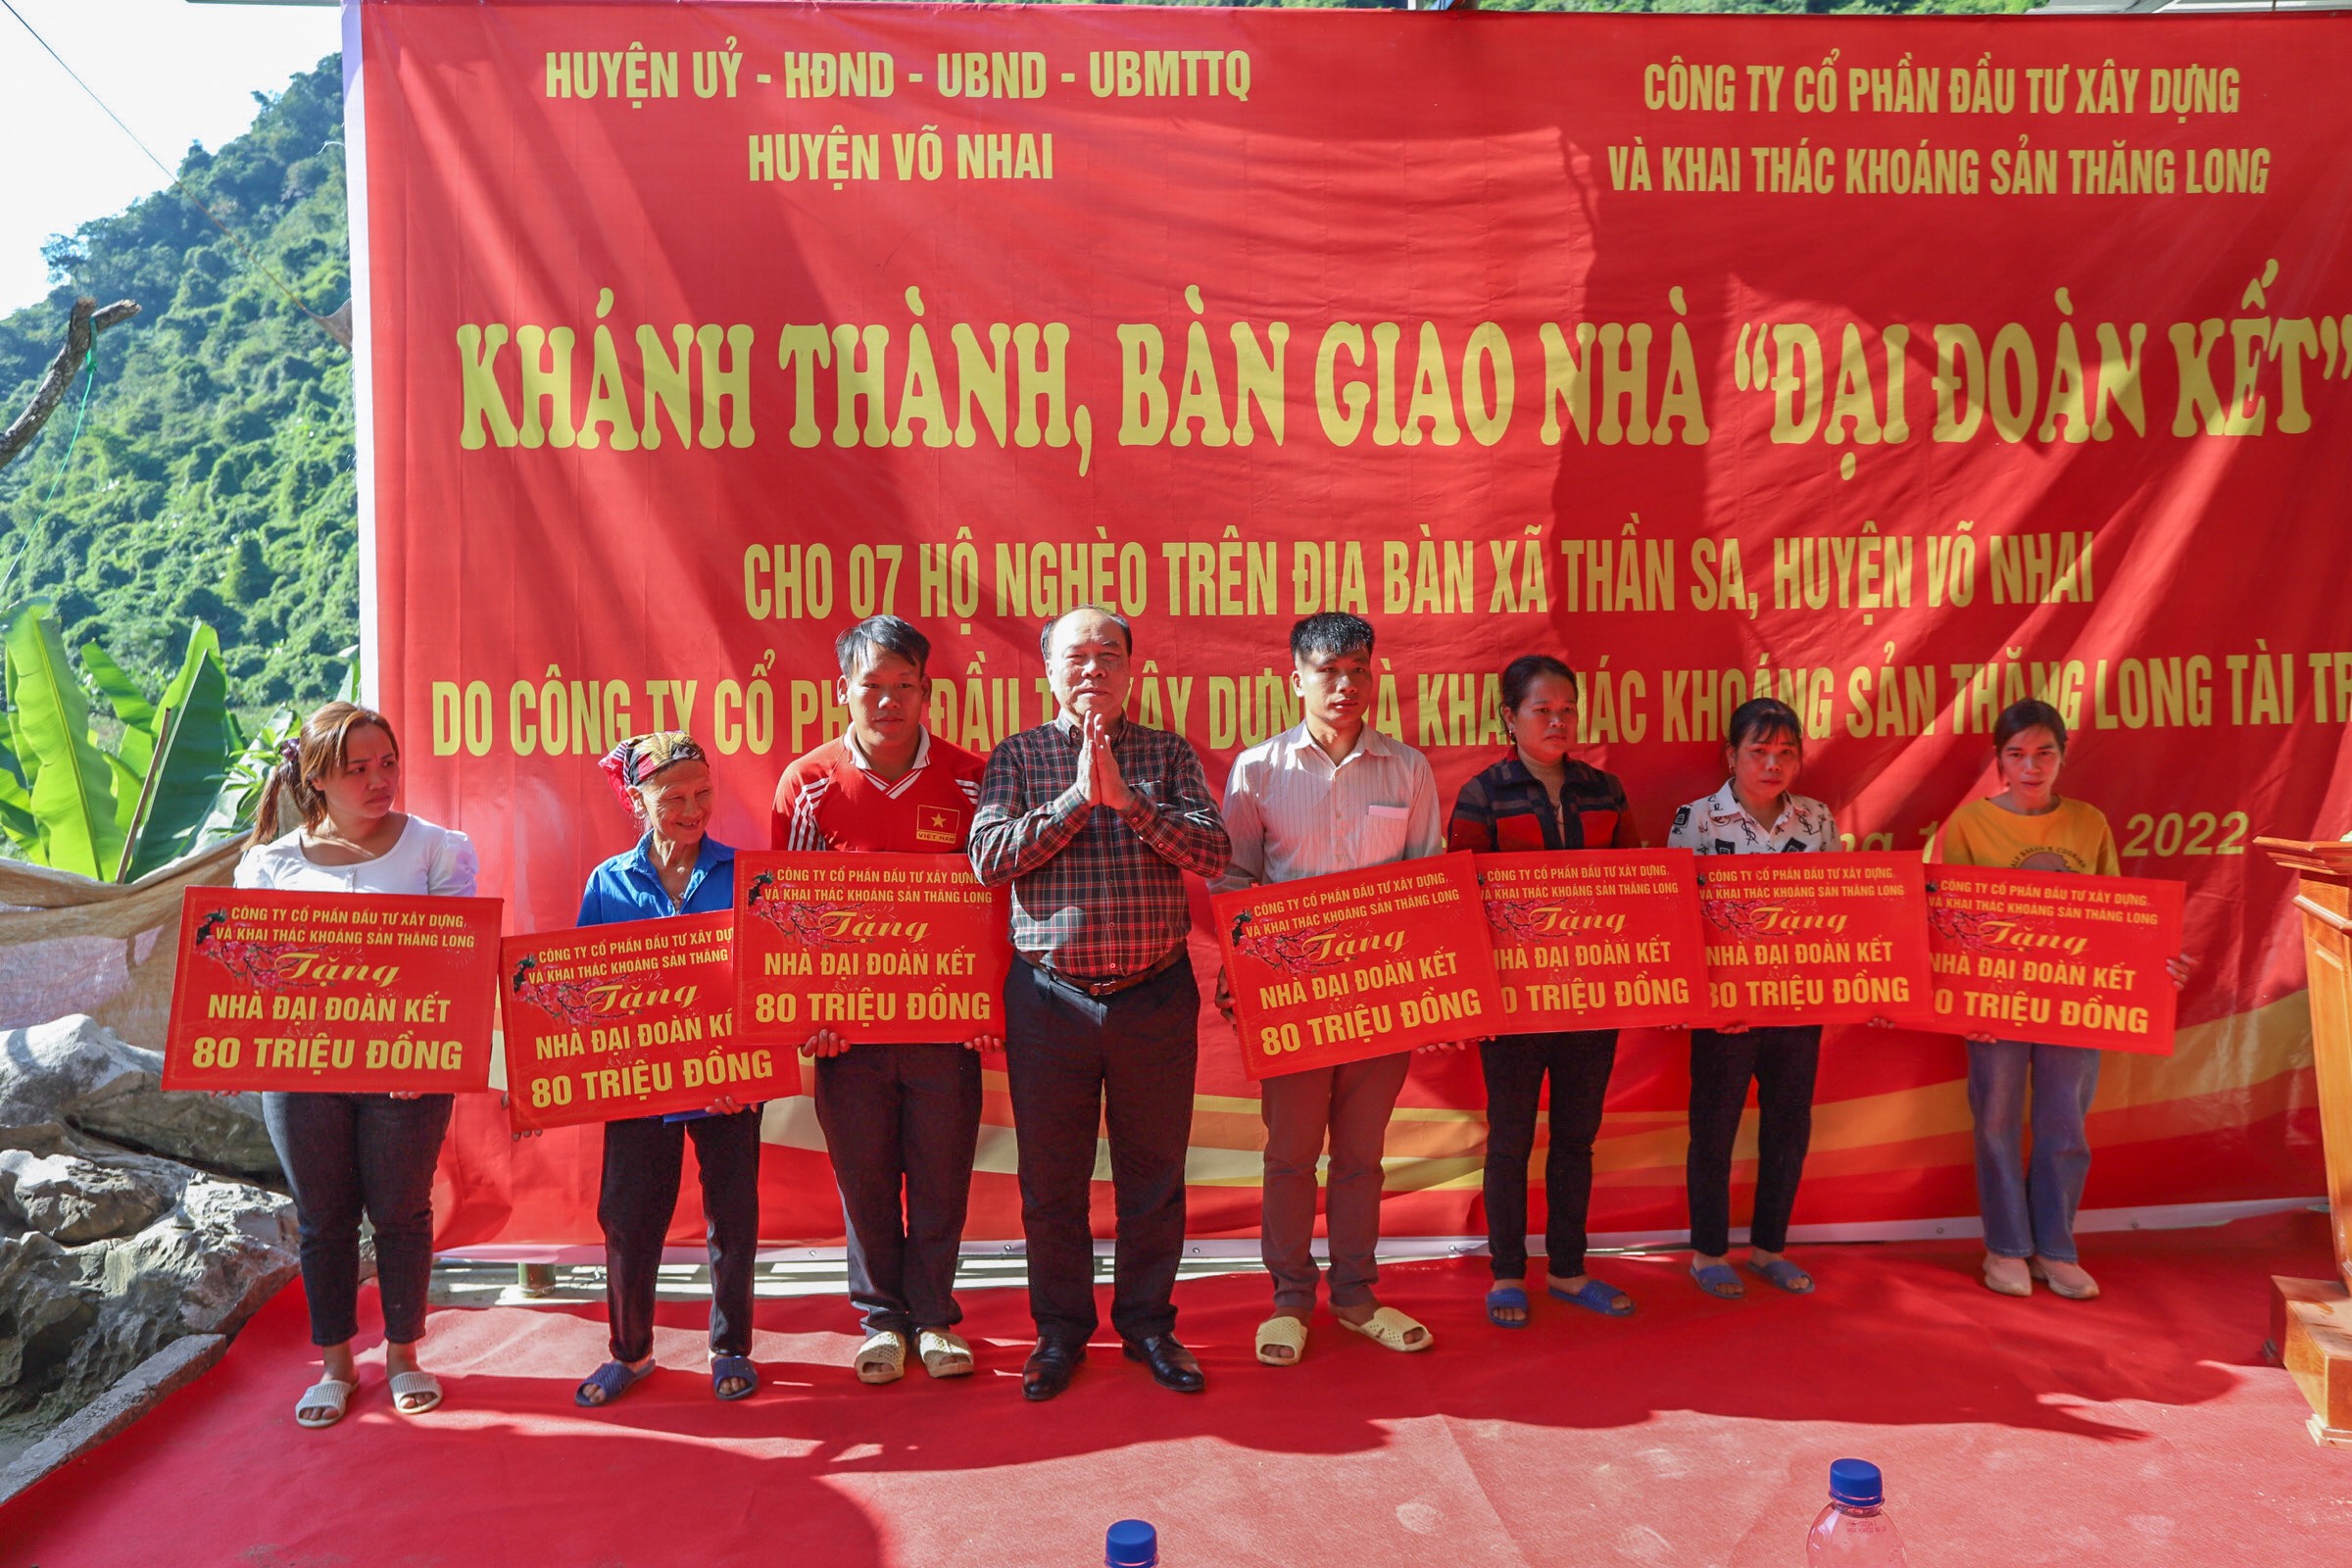 HUYỆN UỶ - HĐND - UBND - UBMTTQ
HUYỆN VÕ NHAI
CÔNG TY CỔ PHẦN ĐẦU TƯ XÂY DỰNG
VÀ KHAI THÁC KHOÁNG SẢN THĂNG LONG
KHÁNH THÀNH, BÀN GIAO NHÀ "ĐẠI ĐOÀN KẾT"
CHO 07 HỘ NGHÈO TRÊN ĐỊA BÀN XÃ THẦN SA, HUYỆN VÕ NHAI
DO CÔNG TY CỔ ĐẦU DỰNG KHAI THÁC KHOÁNG SẢN THĂNG LONG TÀI
2022
VIỆT NAM
CÔNG TY CỔ PHẦN ĐẦU TƯ XÂY DỰNG
VÀ KHAI THÁC KHOÁNG SẢN THĂNG LONG
Tặng
NHÀ ĐẠI ĐOÀN KẾT
80 TRIỆU ĐỒNG
CÔNG TY CỔ PHẦN ĐẦU TƯ XÂY
VÀ KHAI THÁC KHOÁNG SẢN THĂNG
Tặng
NHÀ ĐẠI ĐOÀN
80 TRIỆU ĐỒNG
CÔNG TY CỔ PHẦN ĐẦU TƯ XÂY DỰNG
VÀ KHAI THÁC KHOÁNG SẢN THĂNG LONG
Tặng
NHÀ ĐẠI ĐOÀN KẾT
80 TRIỆU ĐỒNG
CÔNG TY CỔ PHẦN ĐẦU TƯ XÂY DỰNG
VÀ KHAI THÁC KHOÁNG SẢN THĂNG LONG
Tặng
NHÀ ĐẠI ĐOÀN KẾT
80 TRIỆU ĐỒNG
CÔNG TY CỔ PHẦN ĐẦU TƯ XÂY DỰNG
KHAI THÁC KHOÁNG SẢN THĂNG LONG
Tặng
NHÀ ĐẠI ĐOÀN KẾT
TRIỆU ĐỒNG
CÔNG TY CỔ PHẦN ĐẦU TƯ XÂY DỰNG
VÀ KHAI THÁC KHOÁNG SẢN THĂNG LONG
Tặng
NHÀ ĐẠI ĐOÀN KẾT
80 TRIỆU ĐỒNG
CÔNG TY CỔ PHẦN ĐẦU TƯ XÂY DỰNG
VÀ KHAI THÁC KHOÁNG SẢN THĂNG LONG
Tặng
NHÀ ĐẠI ĐOÀN KẾT
TRIỆU ĐỒNG